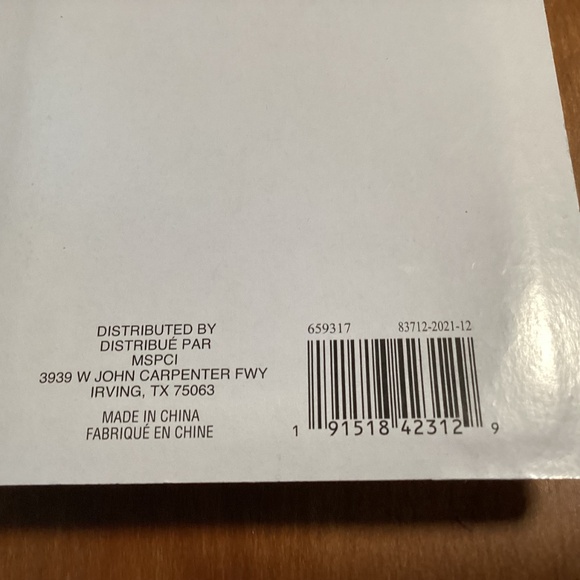 DISTRIBUTED BY
DISTRIBUÉ PAR
MSPCI
3939 W JOHN CARPENTER FWY
IRVING, TX 75063
MADE IN CHINA
FABRIQUÉ EN CHINE
659317 83712-2021-12
1 91518 42312 9